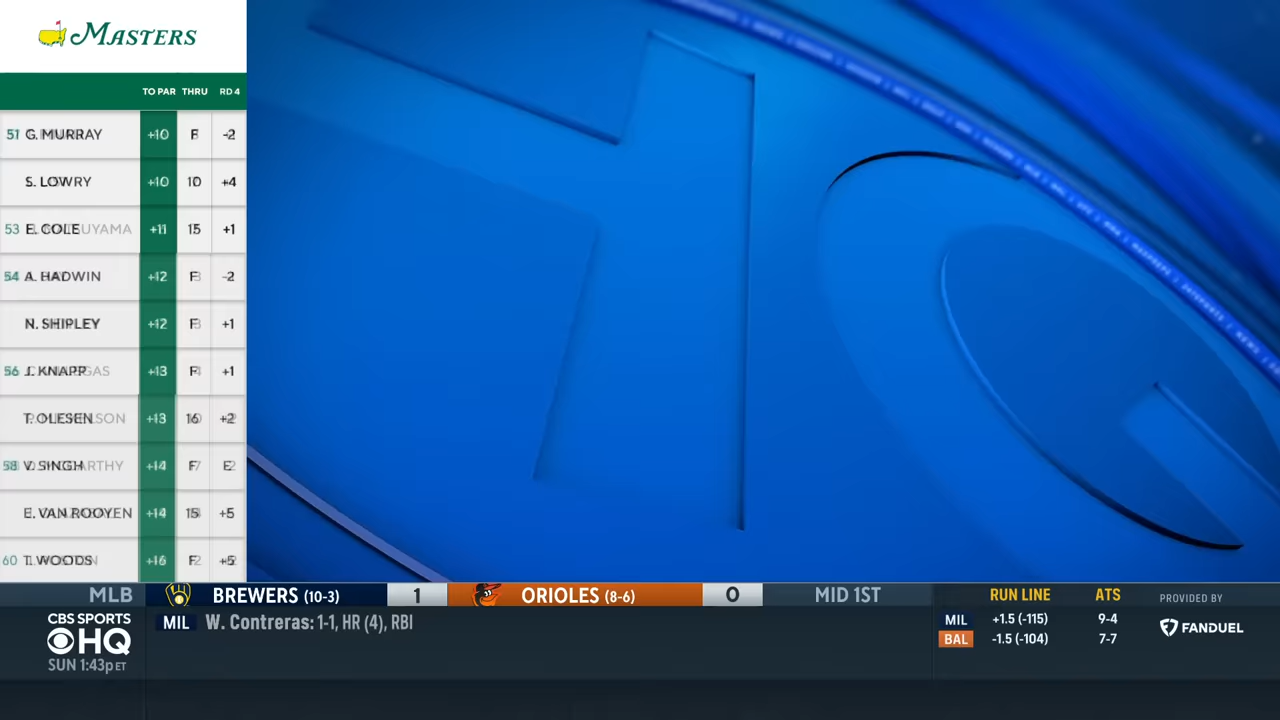 MASTERS
TO PAR THRU RD 4
51 G. MURRAY +10 F -2
S. LOWRY +10 10 +4
53 E. COLE +11 15 +1
54 A. HADWIN +12 F -2
N. SHIPLEY +12 F +1
56 J. KNAPP +13 F +1
T. OLESEN +13 16 +2
58 V. SINGH +14 F E
E. VAN ROOYEN +14 +5
60 T. WOODS +16 F +5
MLB BREWERS (10-3) 1 ORIOLES (8-6) 0 MID 1ST
RUN LINE ATS PROVIDED BY
MIL W. Contreras: 1-1, HR (4), RBI
MIL +1.5 (-115) 9-4
BAL -1.5 (-104) 7-7
FANDUEL
CBS SPORTS
HQ
SUN 1:43P ET